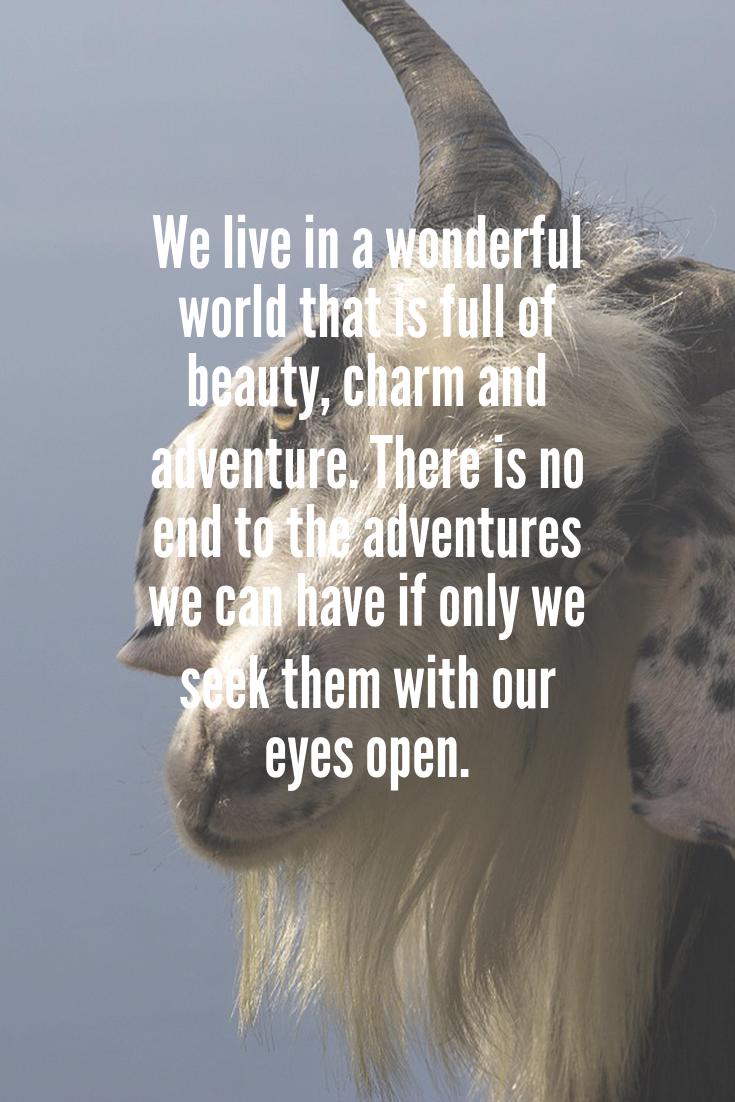 We live in a wonderful
world that is full of
beauty, charm and
adventure. There is no
end to the adventures
we can have if only we
seek them with our
eyes open.